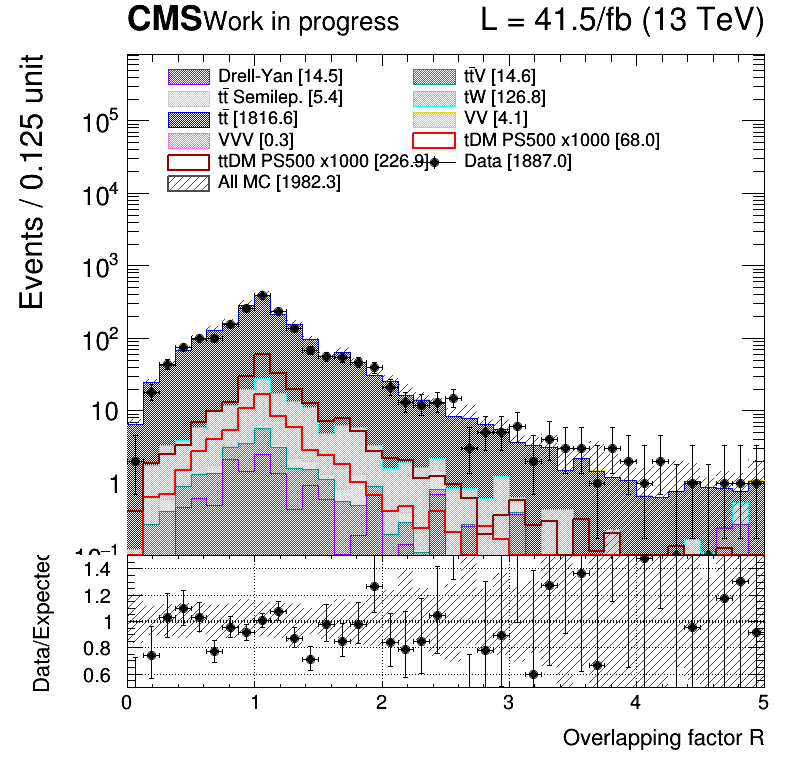 CMS Work in progress L = 41.5/fb (13 TeV)
Events / 0.125 unit
Drell-Yan [14.5] tt̄V [14.6]
tt̄ Semilep. [5.4] tW [126.8]
tt̄ [1816.6] VV [4.1]
VVV [0.3] tDM PS500 x1000 [68.0]
ttDM PS500 x1000 [226.9] Data [1887.0]
All MC [1982.3]
10⁵
10⁴
10³
10²
10
1
10⁻¹
Data/Expected
1.4
1.2
1
0.8
0.6
0 1 2 3 4 5
Overlapping factor R